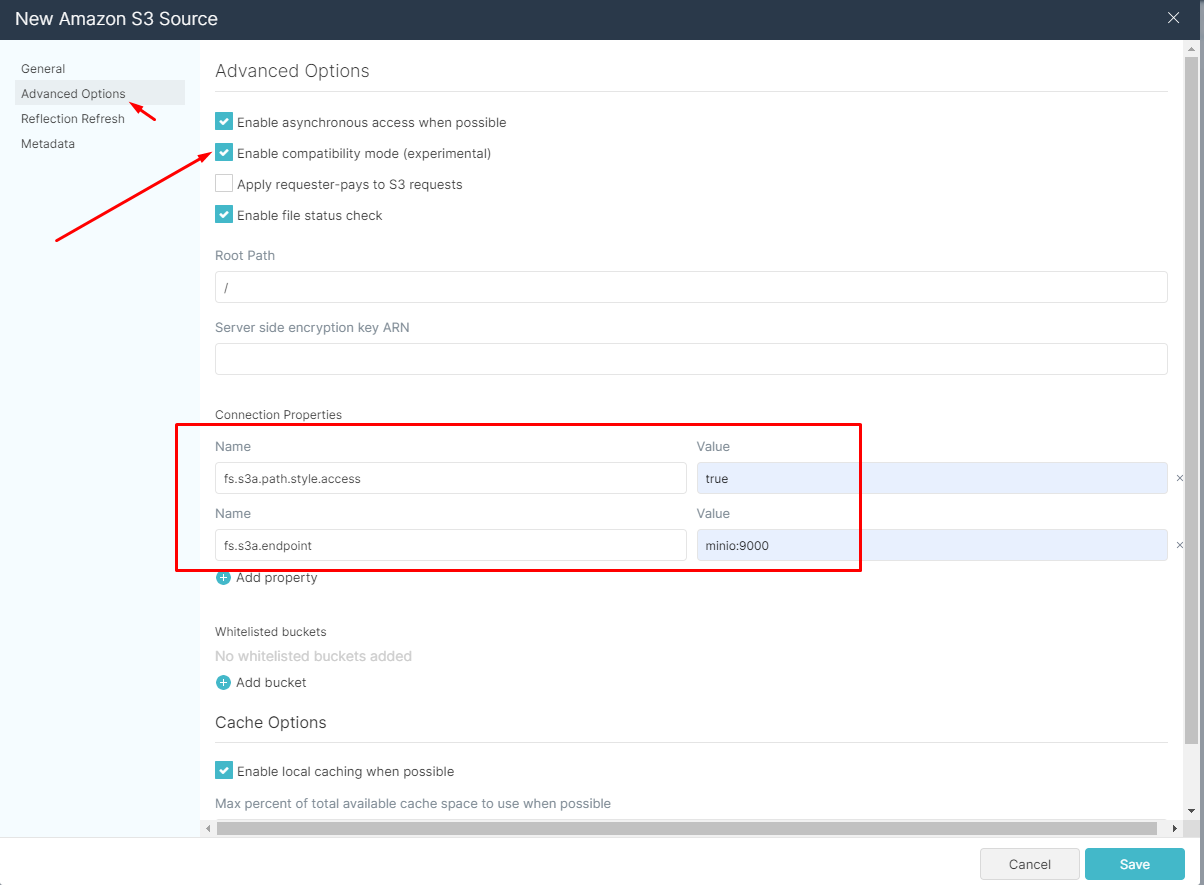 New Amazon S3 Source
General
Advanced Options
Reflection Refresh
Metadata
Advanced Options
Enable asynchronous access when possible
Enable compatibility mode (experimental)
Apply requester-pays to S3 requests
Enable file status check
Root Path
/
Server side encryption key ARN
Connection Properties
Name Value
fs.s3a.path.style.access true
Name Value
fs.s3a.endpoint minio:9000
Add property
Whitelisted buckets
No whitelisted buckets added
Add bucket
Cache Options
Enable local caching when possible
Max percent of total available cache space to use when possible
Cancel Save